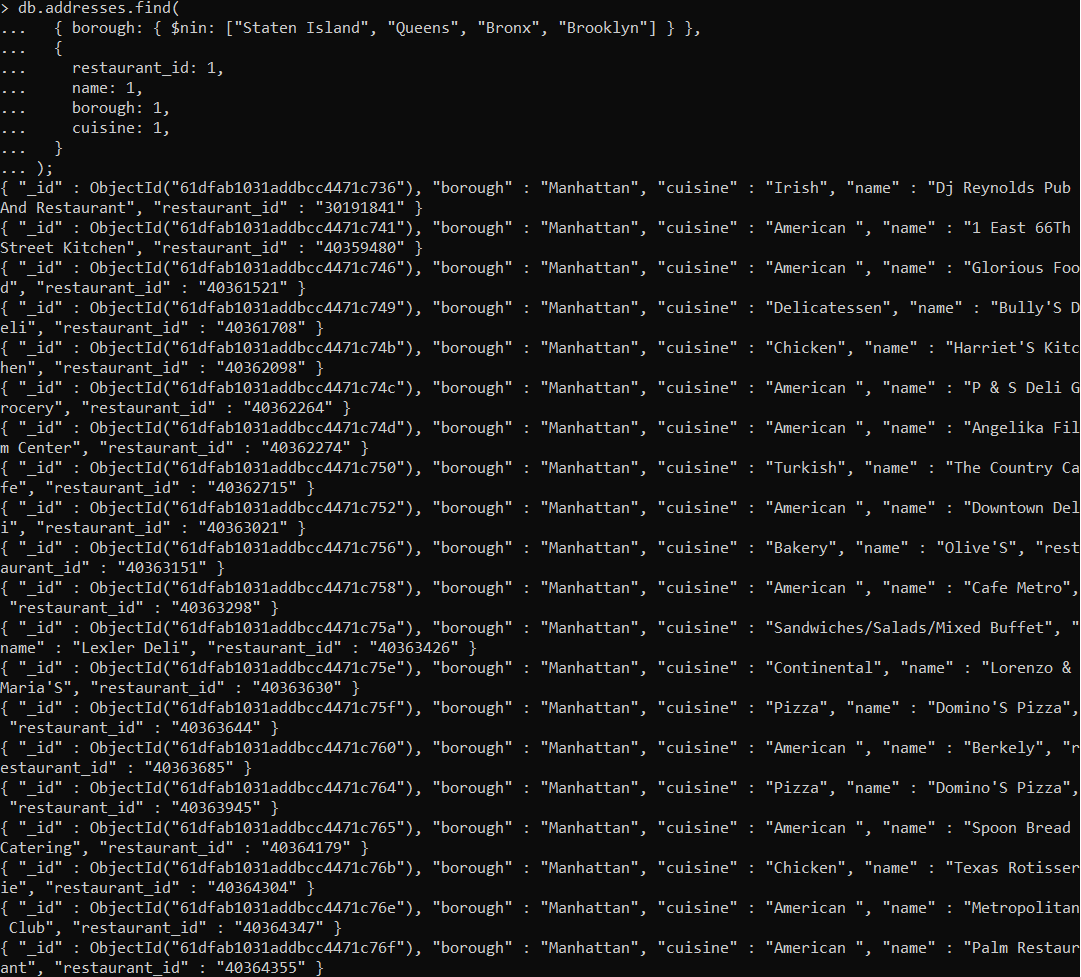 > db.addresses.find(
...   { borough: { $nin: ["Staten Island", "Queens", "Bronx", "Brooklyn"] } },
...   {
...     restaurant_id: 1,
...     name: 1,
...     borough: 1,
...     cuisine: 1,
...   }
... );
{ "_id" : ObjectId("61dfab1031addbcc4471c736"), "borough" : "Manhattan", "cuisine" : "Irish", "name" : "Dj Reynolds Pub
And Restaurant", "restaurant_id" : "30191841" }
{ "_id" : ObjectId("61dfab1031addbcc4471c741"), "borough" : "Manhattan", "cuisine" : "American ", "name" : "1 East 66Th
Street Kitchen", "restaurant_id" : "40359480" }
{ "_id" : ObjectId("61dfab1031addbcc4471c746"), "borough" : "Manhattan", "cuisine" : "American ", "name" : "Glorious Foo
d", "restaurant_id" : "40361521" }
{ "_id" : ObjectId("61dfab1031addbcc4471c749"), "borough" : "Manhattan", "cuisine" : "Delicatessen", "name" : "Bully'S D
eli", "restaurant_id" : "40361708" }
{ "_id" : ObjectId("61dfab1031addbcc4471c74b"), "borough" : "Manhattan", "cuisine" : "Chicken", "name" : "Harriet'S Kitc
hen", "restaurant_id" : "40362098" }
{ "_id" : ObjectId("61dfab1031addbcc4471c74c"), "borough" : "Manhattan", "cuisine" : "American ", "name" : "P & S Deli G
rocery", "restaurant_id" : "40362264" }
{ "_id" : ObjectId("61dfab1031addbcc4471c74d"), "borough" : "Manhattan", "cuisine" : "American ", "name" : "Angelika Fil
m Center", "restaurant_id" : "40362274" }
{ "_id" : ObjectId("61dfab1031addbcc4471c750"), "borough" : "Manhattan", "cuisine" : "Turkish", "name" : "The Country Ca
fe", "restaurant_id" : "40362715" }
{ "_id" : ObjectId("61dfab1031addbcc4471c752"), "borough" : "Manhattan", "cuisine" : "American ", "name" : "Downtown Del
i", "restaurant_id" : "40363021" }
{ "_id" : ObjectId("61dfab1031addbcc4471c756"), "borough" : "Manhattan", "cuisine" : "Bakery", "name" : "Olive'S", "rest
aurant_id" : "40363151" }
{ "_id" : ObjectId("61dfab1031addbcc4471c758"), "borough" : "Manhattan", "cuisine" : "American ", "name" : "Cafe Metro",
 "restaurant_id" : "40363298" }
{ "_id" : ObjectId("61dfab1031addbcc4471c75a"), "borough" : "Manhattan", "cuisine" : "Sandwiches/Salads/Mixed Buffet", "
name" : "Lexler Deli", "restaurant_id" : "40363426" }
{ "_id" : ObjectId("61dfab1031addbcc4471c75e"), "borough" : "Manhattan", "cuisine" : "Continental", "name" : "Lorenzo &
Maria'S", "restaurant_id" : "40363630" }
{ "_id" : ObjectId("61dfab1031addbcc4471c75f"), "borough" : "Manhattan", "cuisine" : "Pizza", "name" : "Domino'S Pizza",
 "restaurant_id" : "40363644" }
{ "_id" : ObjectId("61dfab1031addbcc4471c760"), "borough" : "Manhattan", "cuisine" : "American ", "name" : "Berkely", "r
estaurant_id" : "40363685" }
{ "_id" : ObjectId("61dfab1031addbcc4471c764"), "borough" : "Manhattan", "cuisine" : "Pizza", "name" : "Domino'S Pizza",
 "restaurant_id" : "40363945" }
{ "_id" : ObjectId("61dfab1031addbcc4471c765"), "borough" : "Manhattan", "cuisine" : "American ", "name" : "Spoon Bread
Catering", "restaurant_id" : "40364179" }
{ "_id" : ObjectId("61dfab1031addbcc4471c76b"), "borough" : "Manhattan", "cuisine" : "Chicken", "name" : "Texas Rotisser
ie", "restaurant_id" : "40364304" }
{ "_id" : ObjectId("61dfab1031addbcc4471c76e"), "borough" : "Manhattan", "cuisine" : "American ", "name" : "Metropolitan
 Club", "restaurant_id" : "40364347" }
{ "_id" : ObjectId("61dfab1031addbcc4471c76f"), "borough" : "Manhattan", "cuisine" : "American ", "name" : "Palm Restaur
ant", "restaurant_id" : "40364355" }